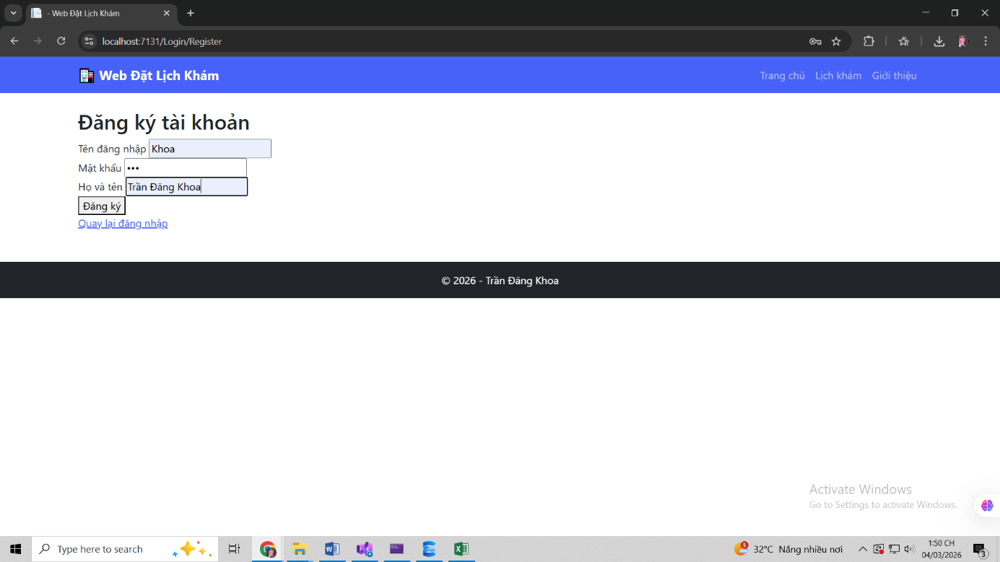 - Web Đặt Lịch Khám
localhost:7131/Login/Register
Web Đặt Lịch Khám
Trang chủ Lịch khám Giới thiệu
Đăng ký tài khoản
Tên đăng nhập Khoa
Mật khẩu •••
Họ và tên Trần Đăng Khoa
Đăng ký
Quay lại đăng nhập
© 2026 - Trần Đăng Khoa
Activate Windows
Go to Settings to activate Windows.
Type here to search
5
32°C Nắng nhiều nơi
1:50 CH
04/03/2026
3